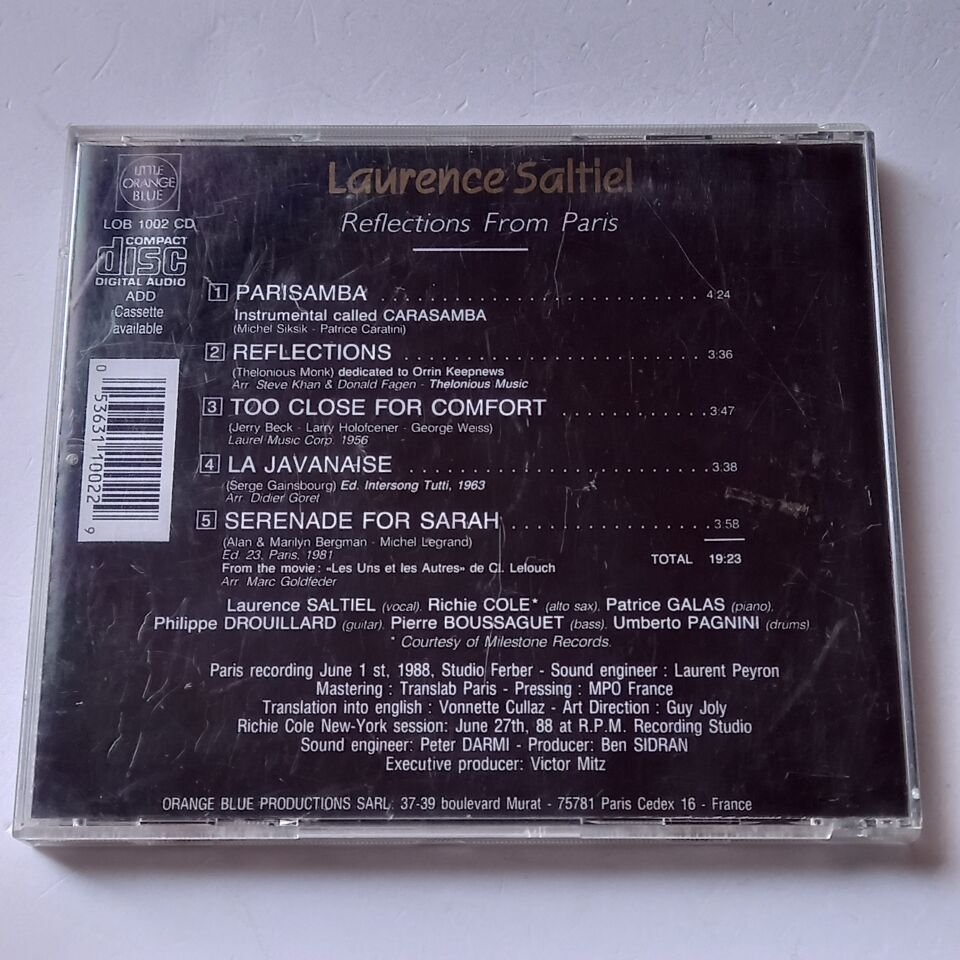 LITTLE
ORANGE
BLUE
LOB 1002 CD
COMPACT
disc
DIGITAL AUDIO
ADD
Cassette
available
0 53631 10022 9
Laurence Saltiel
Reflections From Paris
1 PARISAMBA 4:24
Instrumental called CARASAMBA
(Michel Siksik - Patrice Caratini)
2 REFLECTIONS 3:36
(Thelonious Monk) dedicated to Orrin Keepnews
Arr. Steve Khan & Donald Fagen - Thelonious Music
3 TOO CLOSE FOR COMFORT 3:47
(Jerry Beck - Larry Holofcener - George Weiss)
Laurel Music Corp. 1956
4 LA JAVANAISE 3:38
(Serge Gainsbourg) Ed. Intersong Tutti, 1963
Arr. Didier Goret
5 SERENADE FOR SARAH 3:58
(Alan & Marilyn Bergman - Michel Legrand)
Ed. 23, Paris, 1981
From the movie: «Les Uns et les Autres» de Cl. Lelouch
Arr. Marc Goldfeder
TOTAL 19:23
Laurence SALTIEL (vocal), Richie COLE* (alto sax), Patrice GALAS (piano),
Philippe DROUILLARD (guitar), Pierre BOUSSAGUET (bass), Umberto PAGNINI (drums)
* Courtesy of Milestone Records.
Paris recording June 1 st, 1988, Studio Ferber - Sound engineer : Laurent Peyron
Mastering : Translab Paris - Pressing : MPO France
Translation into english : Vonnette Cullaz - Art Direction : Guy Joly
Richie Cole New-York session: June 27th, 88 at R.P.M. Recording Studio
Sound engineer: Peter DARMI - Producer: Ben SIDRAN
Executive producer: Victor Mitz
ORANGE BLUE PRODUCTIONS SARL: 37-39 boulevard Murat - 75781 Paris Cedex 16 - France